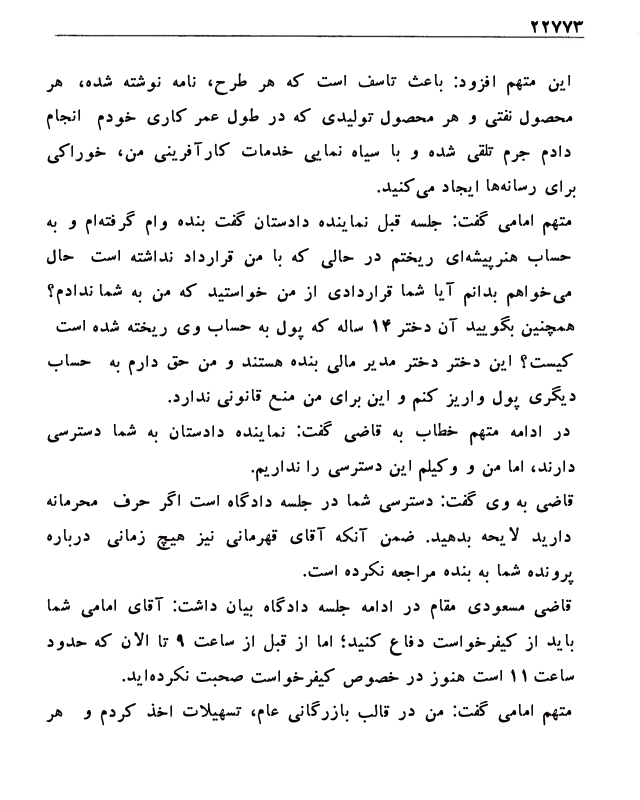 ۲۲۷۷۳
این متهم افزود: باعث تاسف است که هر طرح، نامه نوشته شده، هر
محصول نفتی و هر محصول تولیدی که در طول عمر کاری خودم انجام
دادم جرم تلقی شده و با سیاه نمایی خدمات کارآفرینی من، خوراکی
برای رسانه‌ها ایجاد می‌کنید.
متهم امامی گفت: جلسه قبل نماینده دادستان گفت بنده وام گرفته‌ام و به
حساب هنرپیشه‌ای ریختم در حالی که با من قرارداد نداشته است حال
می‌خواهم بدانم آیا شما قراردادی از من خواستید که من به شما ندادم؟
همچنین بگویید آن دختر ۱۴ ساله که پول به حساب وی ریخته شده است
کیست؟ این دختر دختر مدیر مالی بنده هستند و من حق دارم به حساب
دیگری پول واریز کنم و این برای من منع قانونی ندارد.
در ادامه متهم خطاب به قاضی گفت: نماینده دادستان به شما دسترسی
دارند، اما من و وکیلم این دسترسی را نداریم.
قاضی به وی گفت: دسترسی شما در جلسه دادگاه است اگر حرف محرمانه
دارید لایحه بدهید. ضمن آنکه آقای قهرمانی نیز هیچ زمانی درباره
پرونده شما به بنده مراجعه نکرده است.
قاضی مسعودی مقام در ادامه جلسه دادگاه بیان داشت: آقای امامی شما
باید از کیفرخواست دفاع کنید؛ اما از قبل از ساعت ۹ تا الان که حدود
ساعت ۱۱ است هنوز در خصوص کیفرخواست صحبت نکرده‌اید.
متهم امامی گفت: من در قالب بازرگانی عام، تسهیلات اخذ کردم و هر